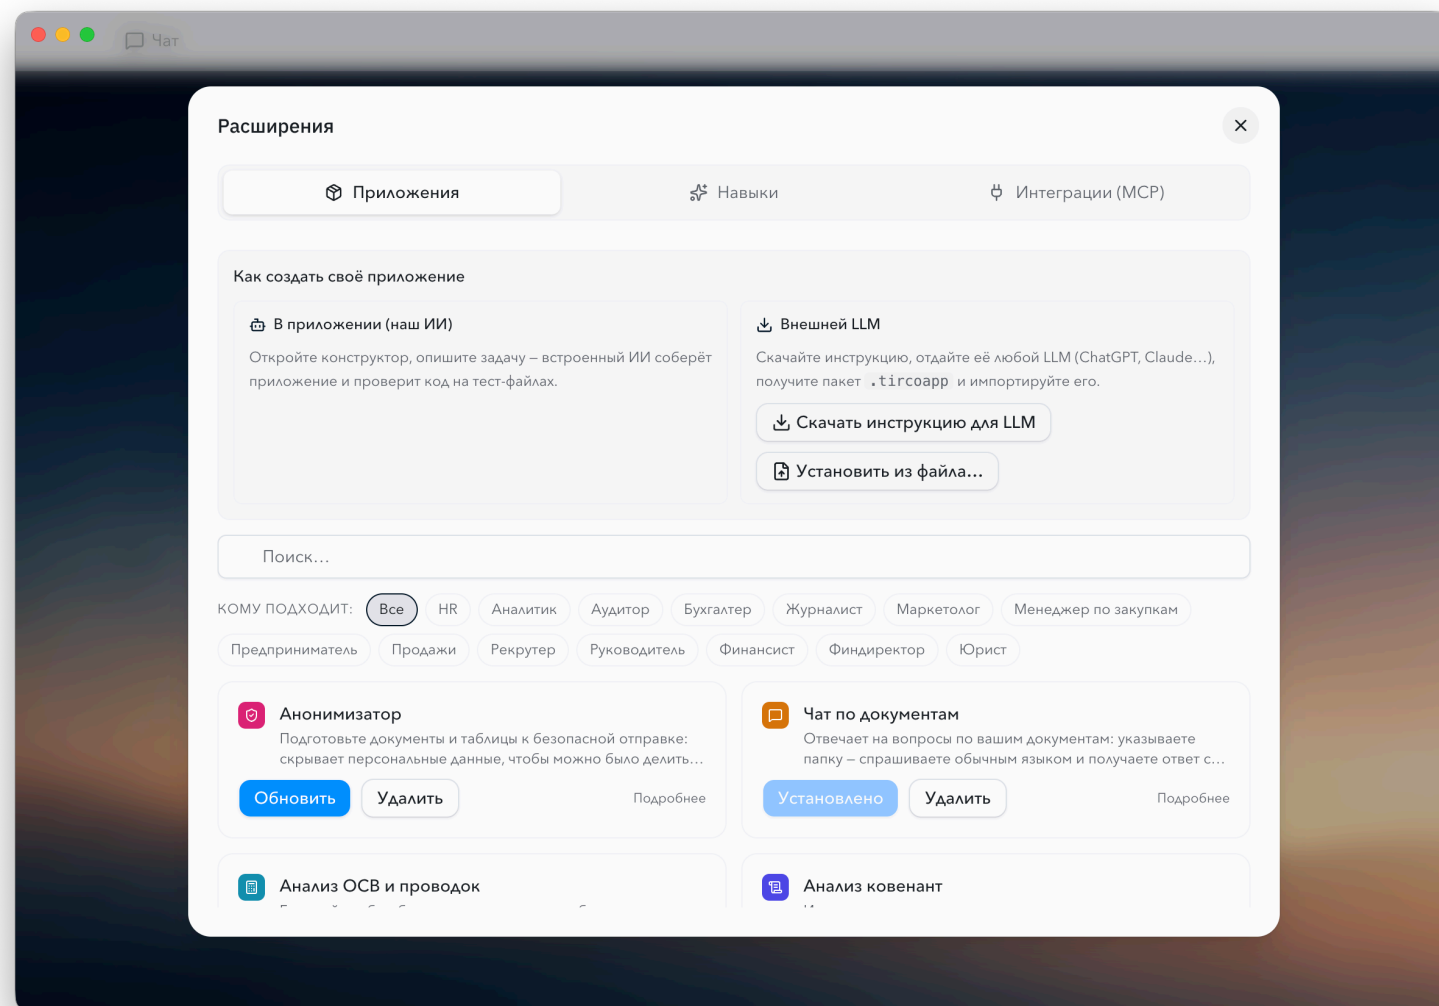 Чат
Расширения
Приложения
Навыки
Интеграции (MCP)
Как создать своё приложение
В приложении (наш ИИ)
Откройте конструктор, опишите задачу — встроенный ИИ соберёт
приложение и проверит код на тест-файлах.
Внешней LLM
Скачайте инструкцию, отдайте её любой LLM (ChatGPT, Claude...),
получите пакет .tircoapp и импортируйте его.
Скачать инструкцию для LLM
Установить из файла...
Поиск...
КОМУ ПОДХОДИТ: Все HR Аналитик Аудитор Бухгалтер Журналист Маркетолог Менеджер по закупкам
Предприниматель Продажи Рекрутер Руководитель Финансист Финдиректор Юрист
Анонимизатор
Подготовьте документы и таблицы к безопасной отправке:
скрывает персональные данные, чтобы можно было делить...
Обновить Удалить Подробнее
Чат по документам
Отвечает на вопросы по вашим документам: указываете
папку — спрашиваете обычным языком и получаете ответ с...
Установлено Удалить Подробнее
Анализ ОСВ и проводок
Анализ ковенант